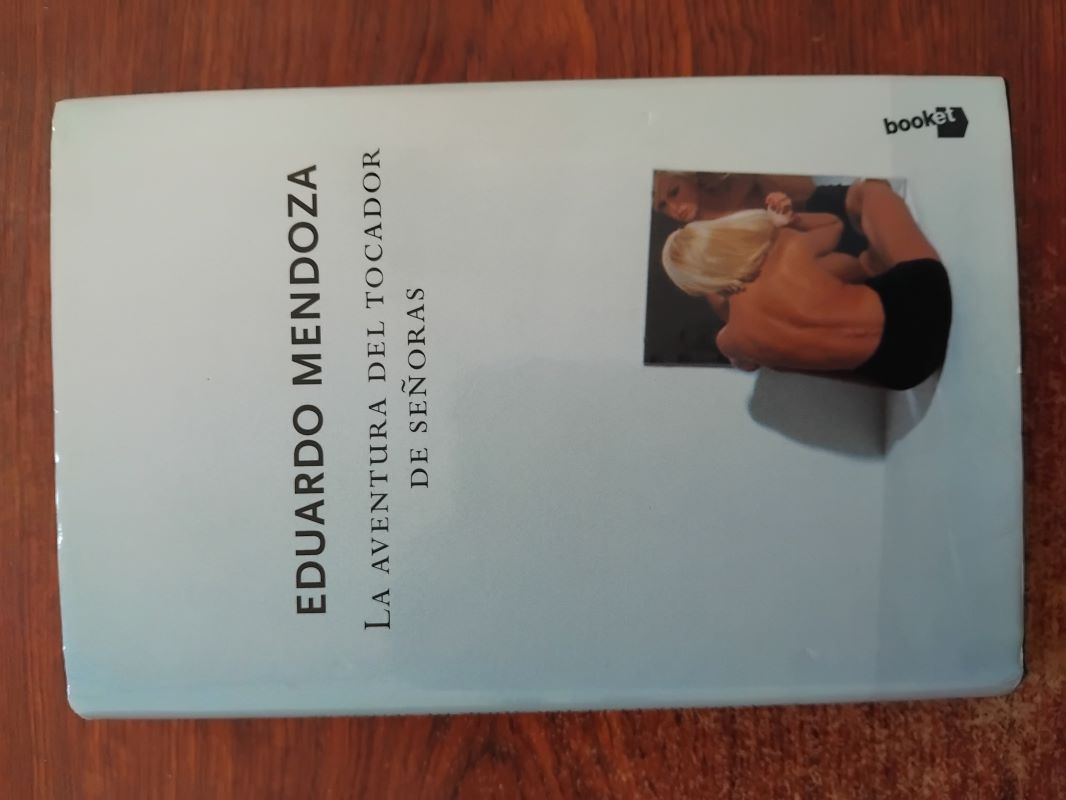 EDUARDO MENDOZA
LA AVENTURA DEL TOCADOR
DE SEÑORAS
booket